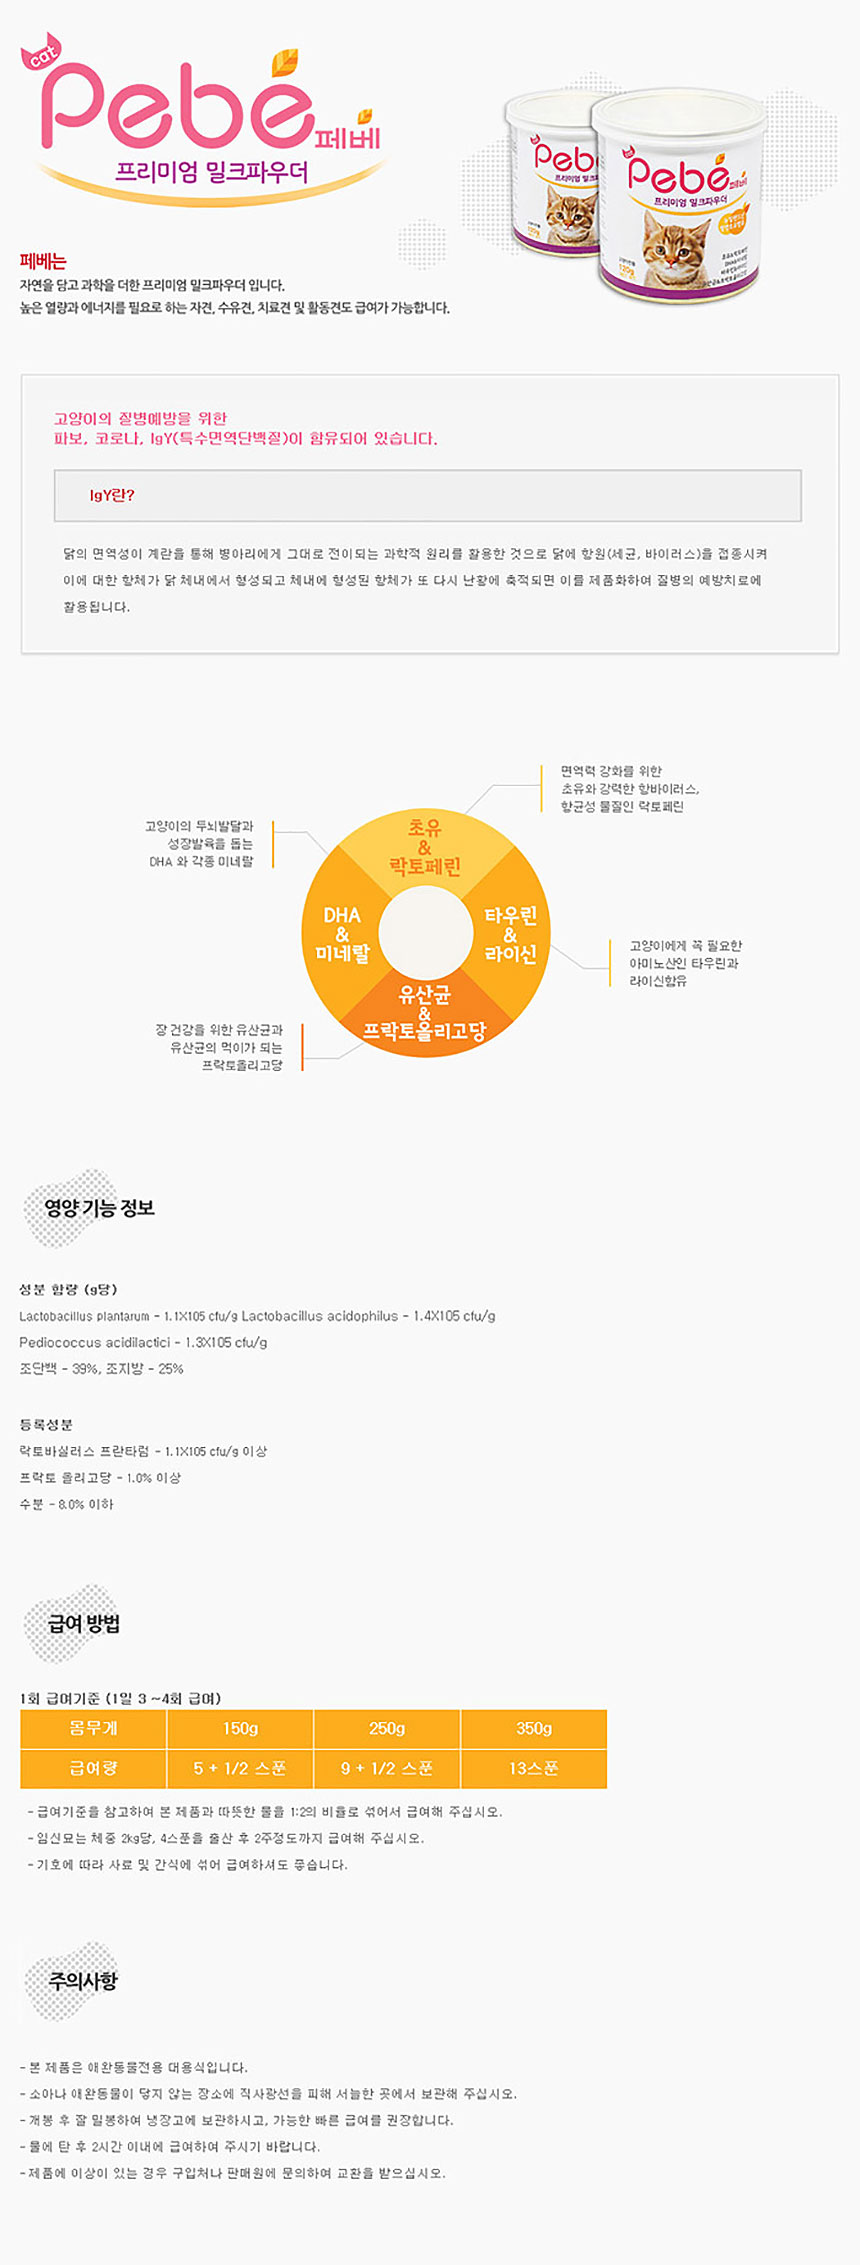 cat
Pebé 페베
프리미엄 밀크파우더
Pebé
프리미엄 밀크
120g
Pebé 페베
프리미엄 밀크파우더
120g
페베는
자연을 담고 과학을 더한 프리미엄 밀크파우더 입니다.
높은 열량과 에너지를 필요로 하는 자견, 수유견, 치료견 및 활동견도 급여가 가능합니다.
고양이의 질병예방을 위한
파보, 코로나, IgY(특수면역단백질)이 함유되어 있습니다.
IgY란?
닭의 면역성이 계란을 통해 병아리에게 그대로 전이되는 과학적 원리를 활용한 것으로 닭에 항원(세균, 바이러스)을 접종시켜
이에 대한 항체가 닭 체내에서 형성되고 체내에 형성된 항체가 또 다시 난황에 축적되면 이를 제품화하여 질병의 예방치료에
활용됩니다.
면역력 강화를 위한
초유와 강력한 항바이러스,
항균성 물질인 락토페린
고양이의 두뇌발달과
성장발육을 돕는
DHA 와 각종 미네랄
초유
&
락토페린
DHA
&
미네랄
타우린
&
라이신
유산균
&
프락토올리고당
고양이에게 꼭 필요한
아미노산인 타우린과
라이신함유
장 건강을 위한 유산균과
유산균의 먹이가 되는
프락토올리고당
영양 기능 정보
성분 함량 (g당)
Lactobacillus plantarum - 1.1X105 cfu/g Lactobacillus acidophilus - 1.4X105 cfu/g
Pediococcus acidilactici - 1.3X105 cfu/g
조단백 - 39%, 조지방 - 25%
등록성분
락토바실러스 프란타럼 - 1.1X105 cfu/g 이상
프락토 올리고당 - 1.0% 이상
수분 - 8.0% 이하
급여 방법
1회 급여기준 (1일 3 ~4회 급여)
몸무게 150g 250g 350g
급여량 5 + 1/2 스푼 9 + 1/2 스푼 13스푼
- 급여기준을 참고하여 본 제품과 따뜻한 물을 1:2의 비율로 섞어서 급여해 주십시오.
- 임신묘는 체중 2kg당, 4스푼을 출산 후 2주정도까지 급여해 주십시오.
- 기호에 따라 사료 및 간식에 섞어 급여하셔도 좋습니다.
주의사항
- 본 제품은 애완동물전용 대용식입니다.
- 소아나 애완동물이 닿지 않는 장소에 직사광선을 피해 서늘한 곳에서 보관해 주십시오.
- 개봉 후 잘 밀봉하여 냉장고에 보관하시고, 가능한 빠른 급여를 권장합니다.
- 물에 탄 후 2시간 이내에 급여하여 주시기 바랍니다.
- 제품에 이상이 있는 경우 구입처나 판매원에 문의하여 교환을 받으십시오.